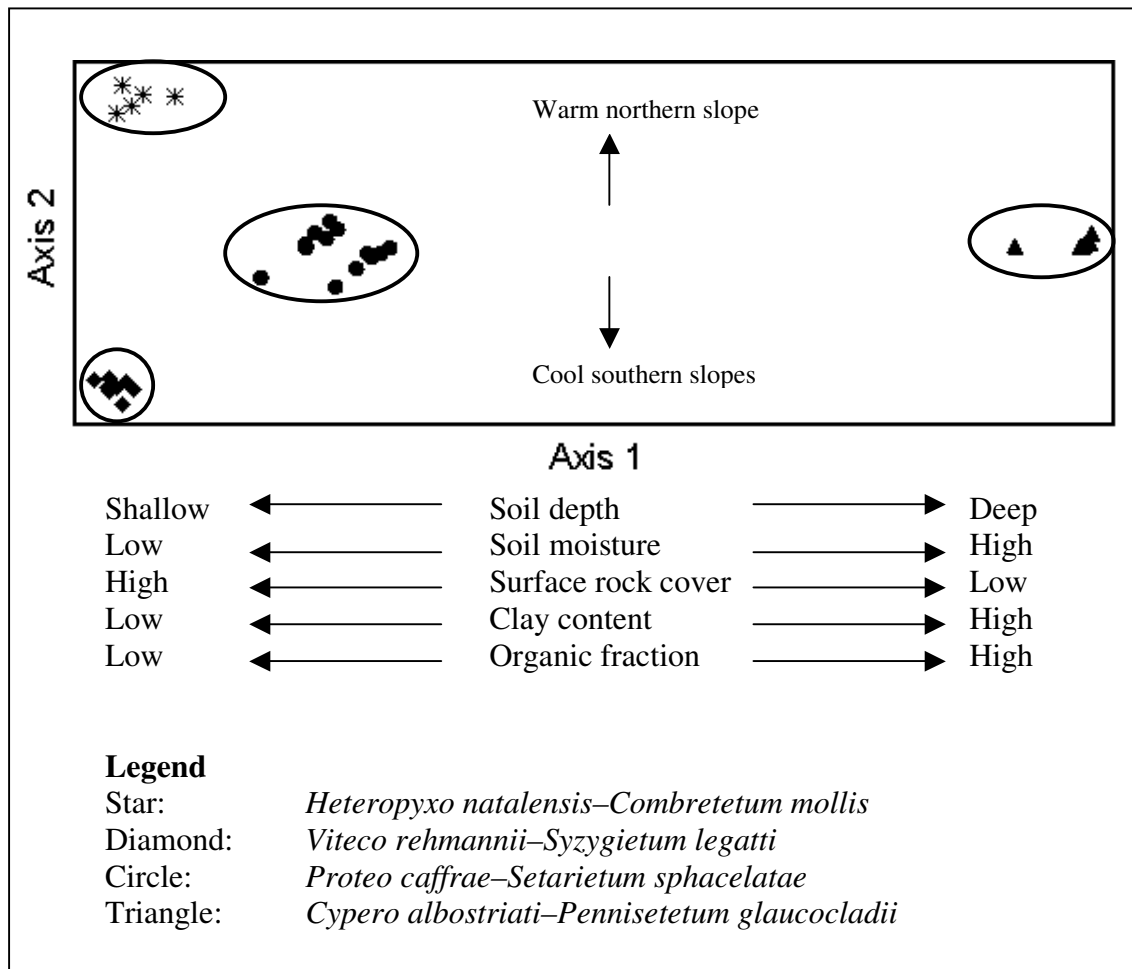 Warm northern slope
Axis 2
Cool southern slopes
Axis 1
Shallow Soil depth Deep
Low Soil moisture High
High Surface rock cover Low
Low Clay content High
Low Organic fraction High
Legend
Star: Heteropyxo natalensis–Combretetum mollis
Diamond: Viteco rehmannii–Syzygietum legatti
Circle: Proteo caffrae–Setarietum sphacelatae
Triangle: Cypero albostriati–Pennisetetum glaucocladii